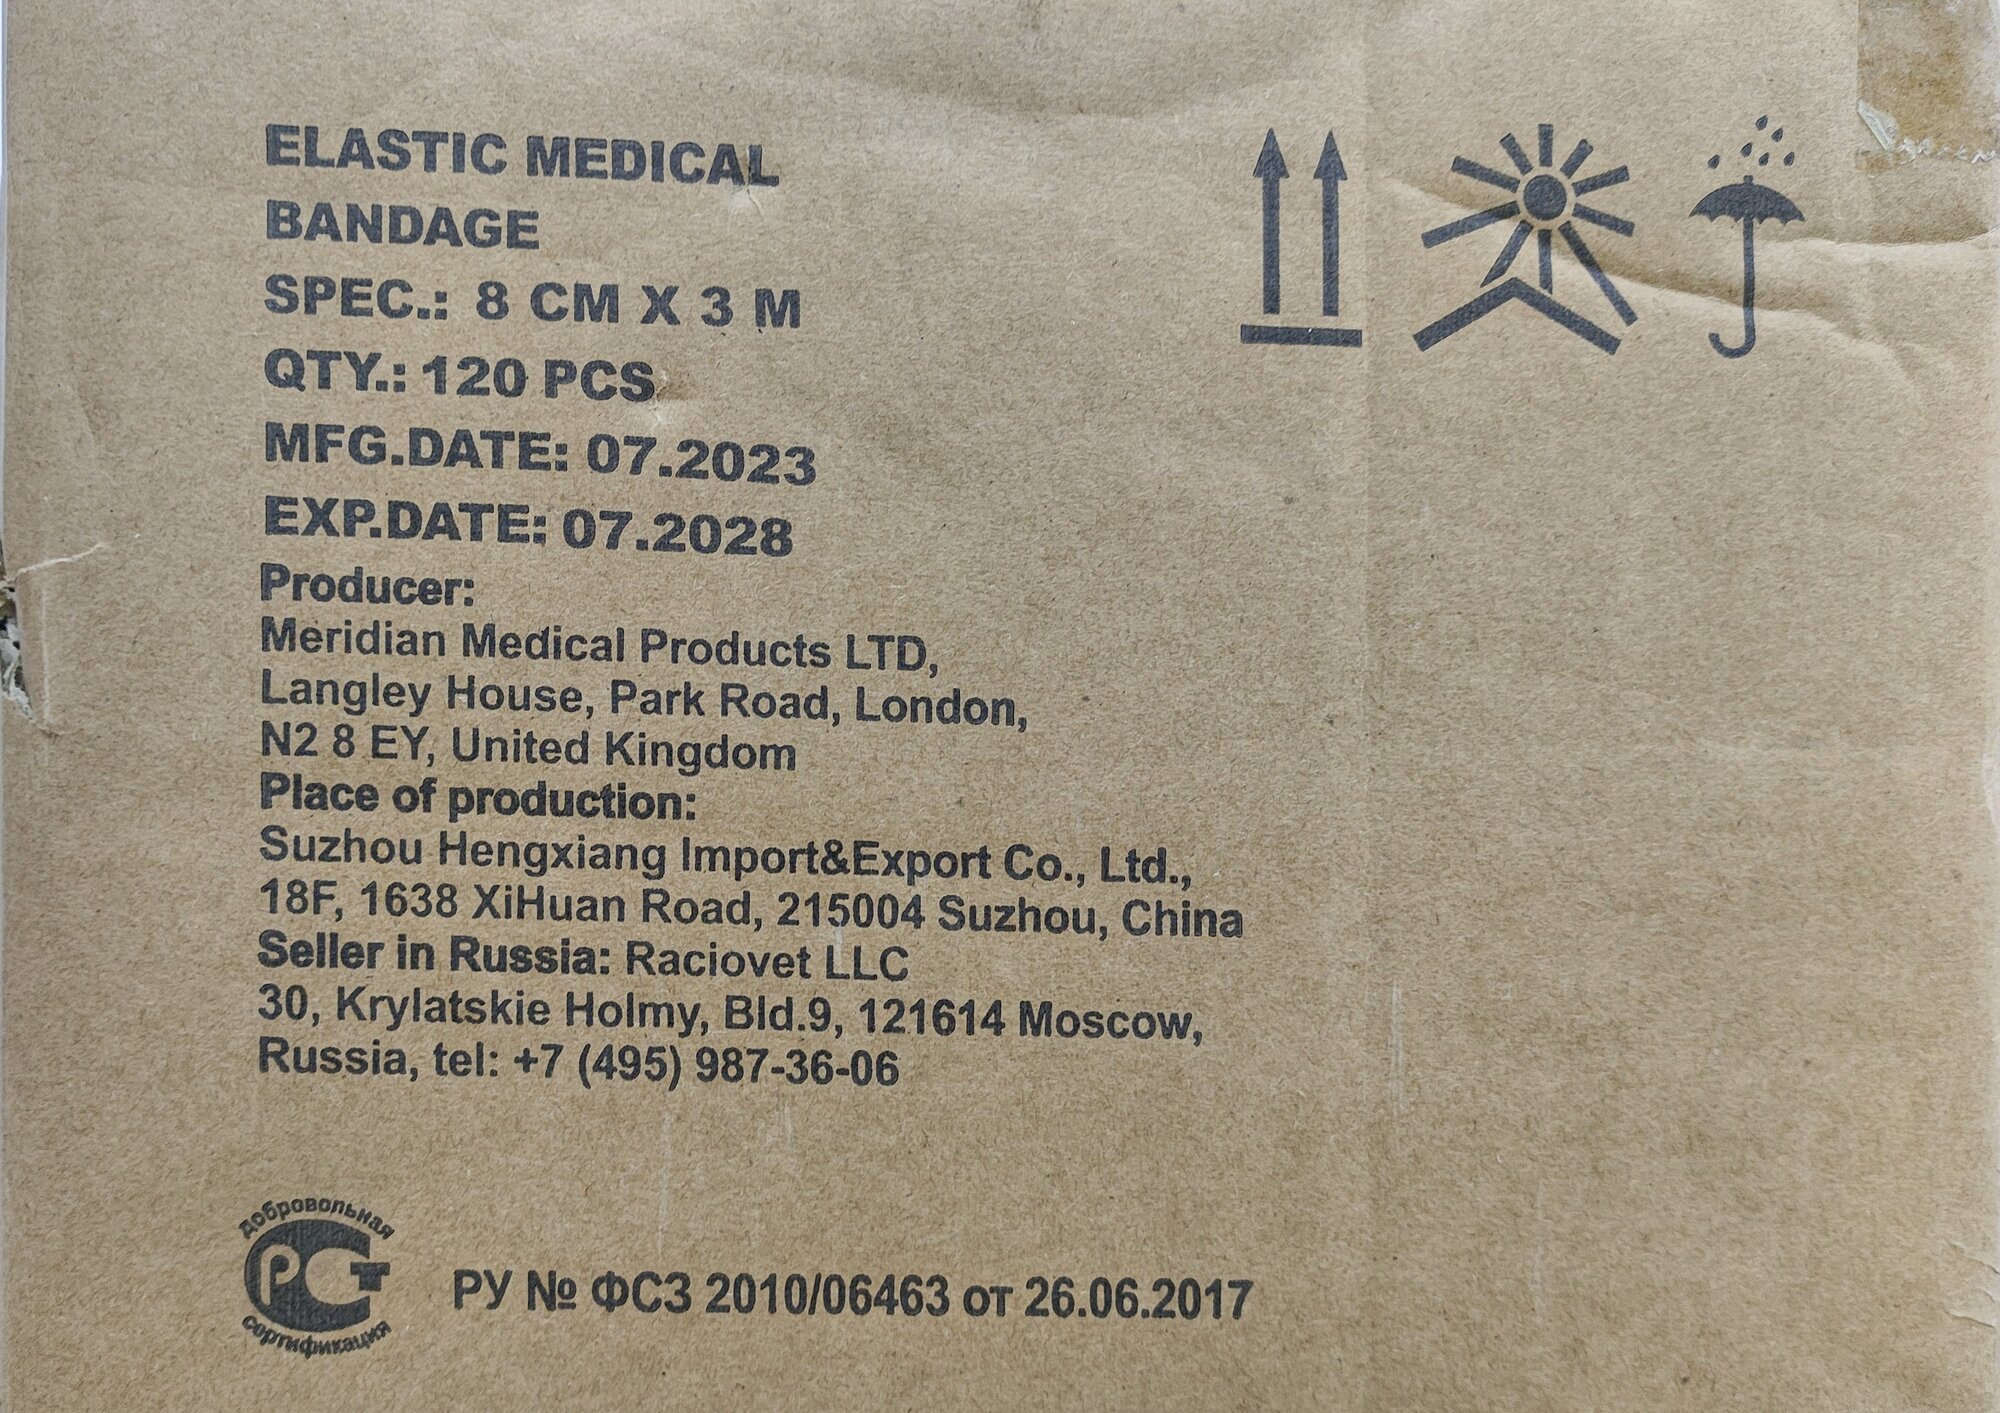 ELASTIC MEDICAL
BANDAGE
SPEC.: 8 CM X 3 M
QTY.: 120 PCS
MFG.DATE: 07.2023
EXP.DATE: 07.2028
Producer:
Meridian Medical Products LTD,
Langley House, Park Road, London,
N2 8 EY, United Kingdom
Place of production:
Suzhou Hengxiang Import&Export Co., Ltd.,
18F, 1638 XiHuan Road, 215004 Suzhou, China
Seller in Russia: Raciovet LLC
30, Krylatskie Holmy, Bld.9, 121614 Moscow,
Russia, tel: +7 (495) 987-36-06
добровольная
РСТ
сертификация
РУ № ФСЗ 2010/06463 от 26.06.2017